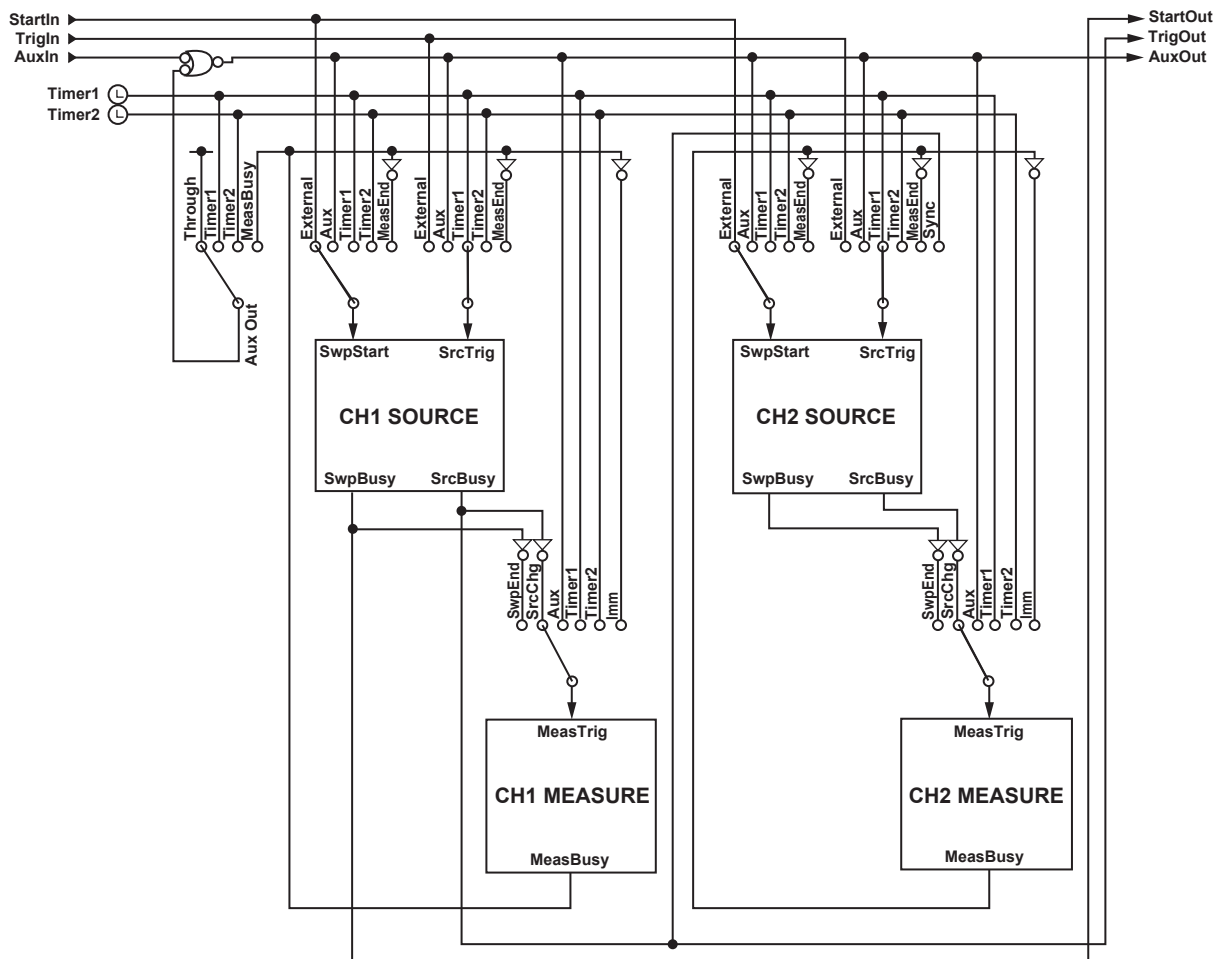 StartIn
TrigIn
AuxIn
StartOut
TrigOut
AuxOut
Timer1
Timer2
Through
Timer1
Timer2
MeasBusy
Aux Out
External
Aux
Timer1
Timer2
MeasEnd
External
Aux
Timer1
Timer2
MeasEnd
External
Aux
Timer1
Timer2
MeasEnd
External
Aux
Timer1
Timer2
MeasEnd
Sync
SwpStart SrcTrig
CH1 SOURCE
SwpBusy SrcBusy
SwpStart SrcTrig
CH2 SOURCE
SwpBusy SrcBusy
SwpEnd
SrcChg
Aux
Timer1
Timer2
Imm
SwpEnd
SrcChg
Aux
Timer1
Timer2
Imm
MeasTrig
CH1 MEASURE
MeasBusy
MeasTrig
CH2 MEASURE
MeasBusy